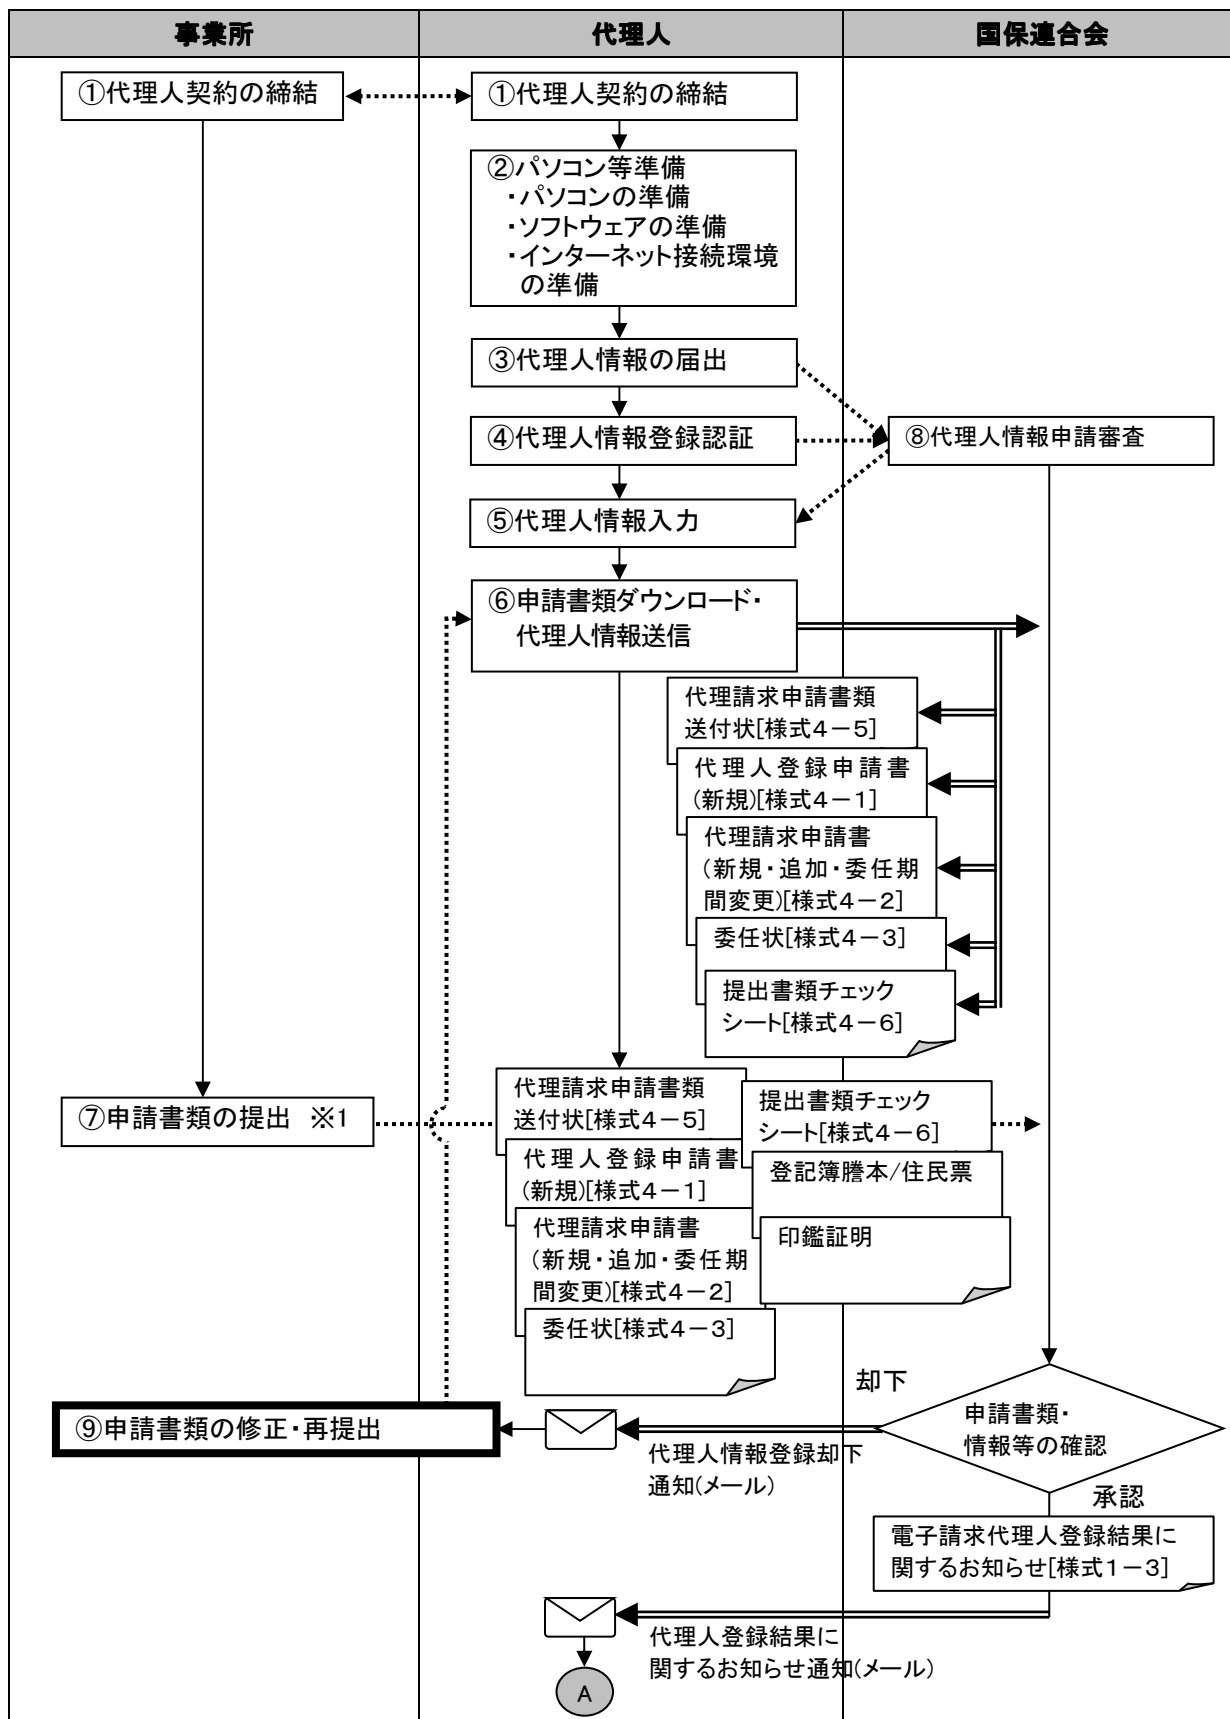 事業所
代理人
国保連合会
①代理人契約の締結
①代理人契約の締結
②パソコン等準備
・パソコンの準備
・ソフトウェアの準備
・インターネット接続環境
の準備
③代理人情報の届出
④代理人情報登録認証
⑧代理人情報申請審査
⑤代理人情報入力
⑥申請書類ダウンロード・
代理人情報送信
代理請求申請書類
送付状[様式4-5]
代理人登録申請書
(新規)[様式4-1]
代理請求申請書
(新規・追加・委任期
間変更)[様式4-2]
委任状[様式4-3]
提出書類チェック
シート[様式4-6]
⑦申請書類の提出 ※1
代理請求申請書類
送付状[様式4-5]
代理人登録申請書
(新規)[様式4-1]
代理請求申請書
(新規・追加・委任期
間変更)[様式4-2]
委任状[様式4-3]
提出書類チェック
シート[様式4-6]
登記簿謄本/住民票
印鑑証明
却下
申請書類・
情報等の確認
⑨申請書類の修正・再提出
代理人情報登録却下
通知(メール)
承認
電子請求代理人登録結果に
関するお知らせ[様式1-3]
代理人登録結果に
関するお知らせ通知(メール)
A